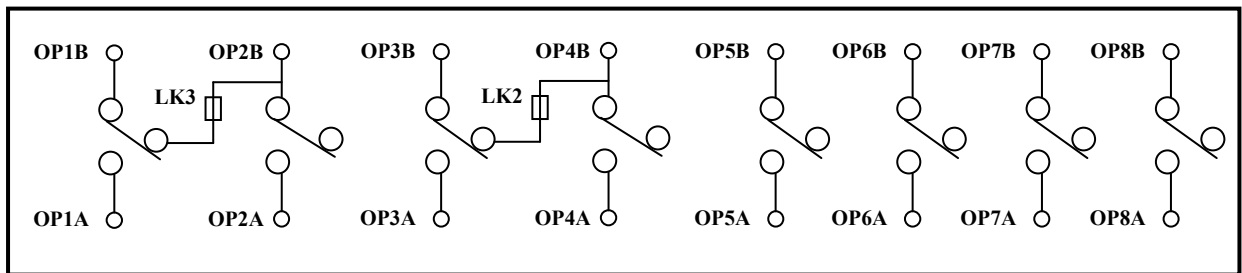 OP1B OP2B OP3B OP4B OP5B OP6B OP7B OP8B
LK3 LK2
OP1A OP2A OP3A OP4A OP5A OP6A OP7A OP8A